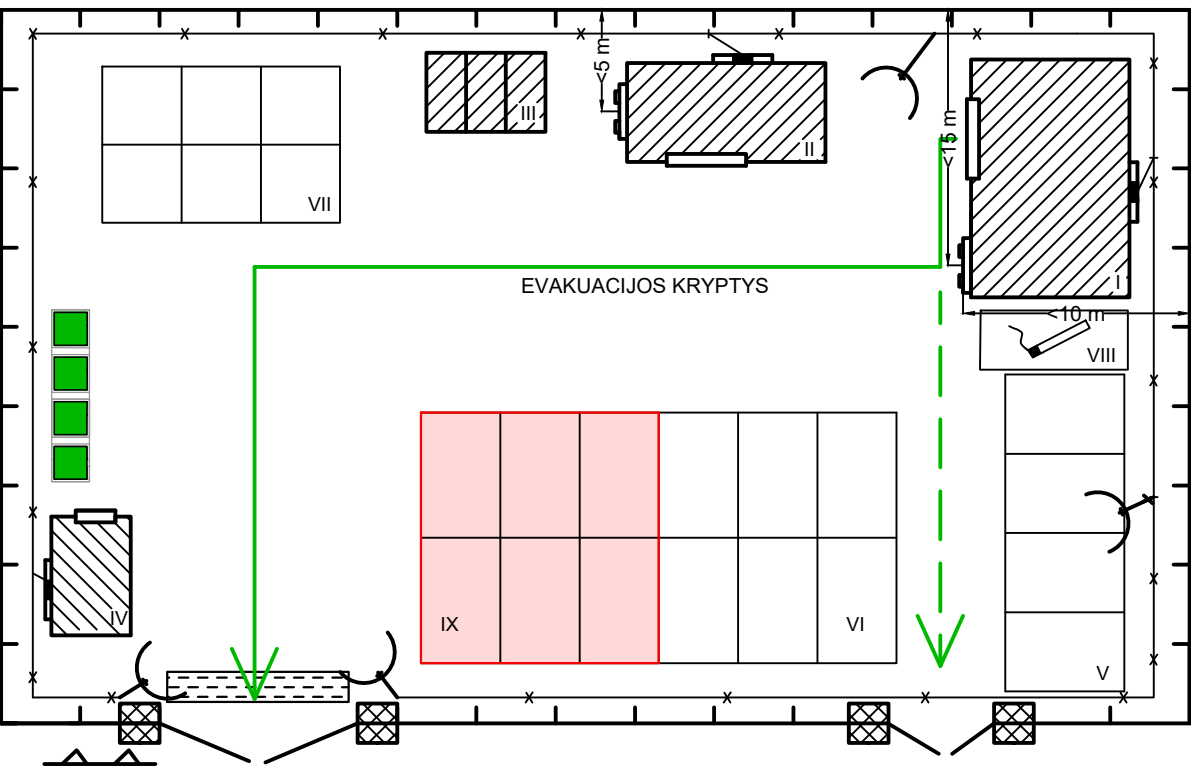 <5 m
III
II
<15 m
VII
I
EVAKUACIJOS KRYPTYS
<10 m
VIII
IV
IX
VI
V